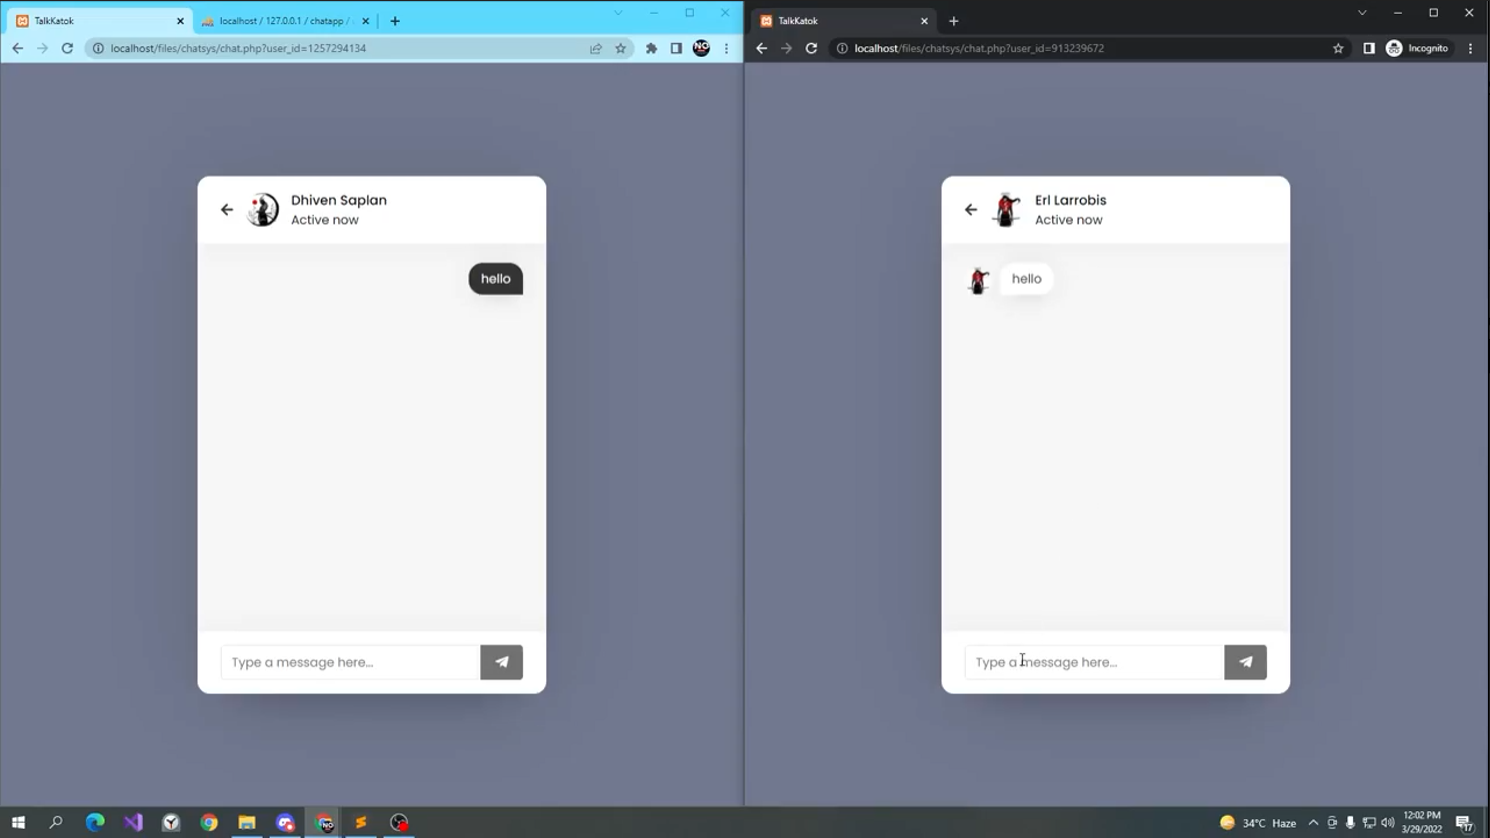 TalkKatok
localhost / 127.0.0.1 / chatapp /
localhost/files/chatsys/chat.php?user_id=1257294134
Dhiven Saplan
Active now
hello
Type a message here...
TalkKatok
localhost/files/chatsys/chat.php?user_id=913239672
Incognito
Erl Larrobis
Active now
hello
Type a message here...
34°C Haze
12:02 PM
3/29/2022
17